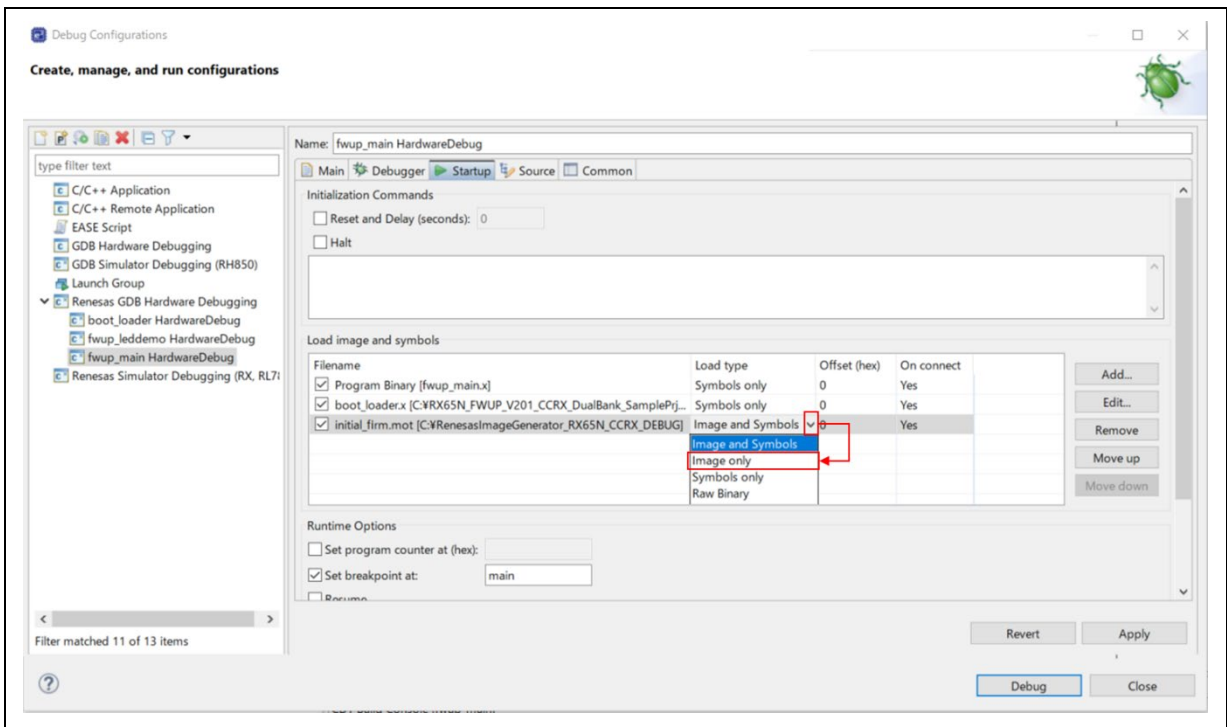 Debug Configurations
Create, manage, and run configurations
Name: fwup_main HardwareDebug
type filter text
Main Debugger Startup Source Common
C/C++ Application
C/C++ Remote Application
EASE Script
GDB Hardware Debugging
GDB Simulator Debugging (RH850)
Launch Group
Renesas GDB Hardware Debugging
boot_loader HardwareDebug
fwup_leddemo HardwareDebug
fwup_main HardwareDebug
Renesas Simulator Debugging (RX, RL7
Filter matched 11 of 13 items
Initialization Commands
Reset and Delay (seconds): 0
Halt
Load image and symbols
Filename Load type Offset (hex) On connect
Program Binary [fwup_main.x] Symbols only 0 Yes
boot_loader.x [C:¥RX65N_FWUP_V201_CCRX_DualBank_SamplePrj... Symbols only 0 Yes
initial_firm.mot [C:¥RenesasImageGenerator_RX65N_CCRX_DEBUG] Image and Symbols 0 Yes
Image and Symbols
Image only
Symbols only
Raw Binary
Add...
Edit...
Remove
Move up
Move down
Runtime Options
Set program counter at (hex):
Set breakpoint at: main
Resume
Revert Apply
Debug Close